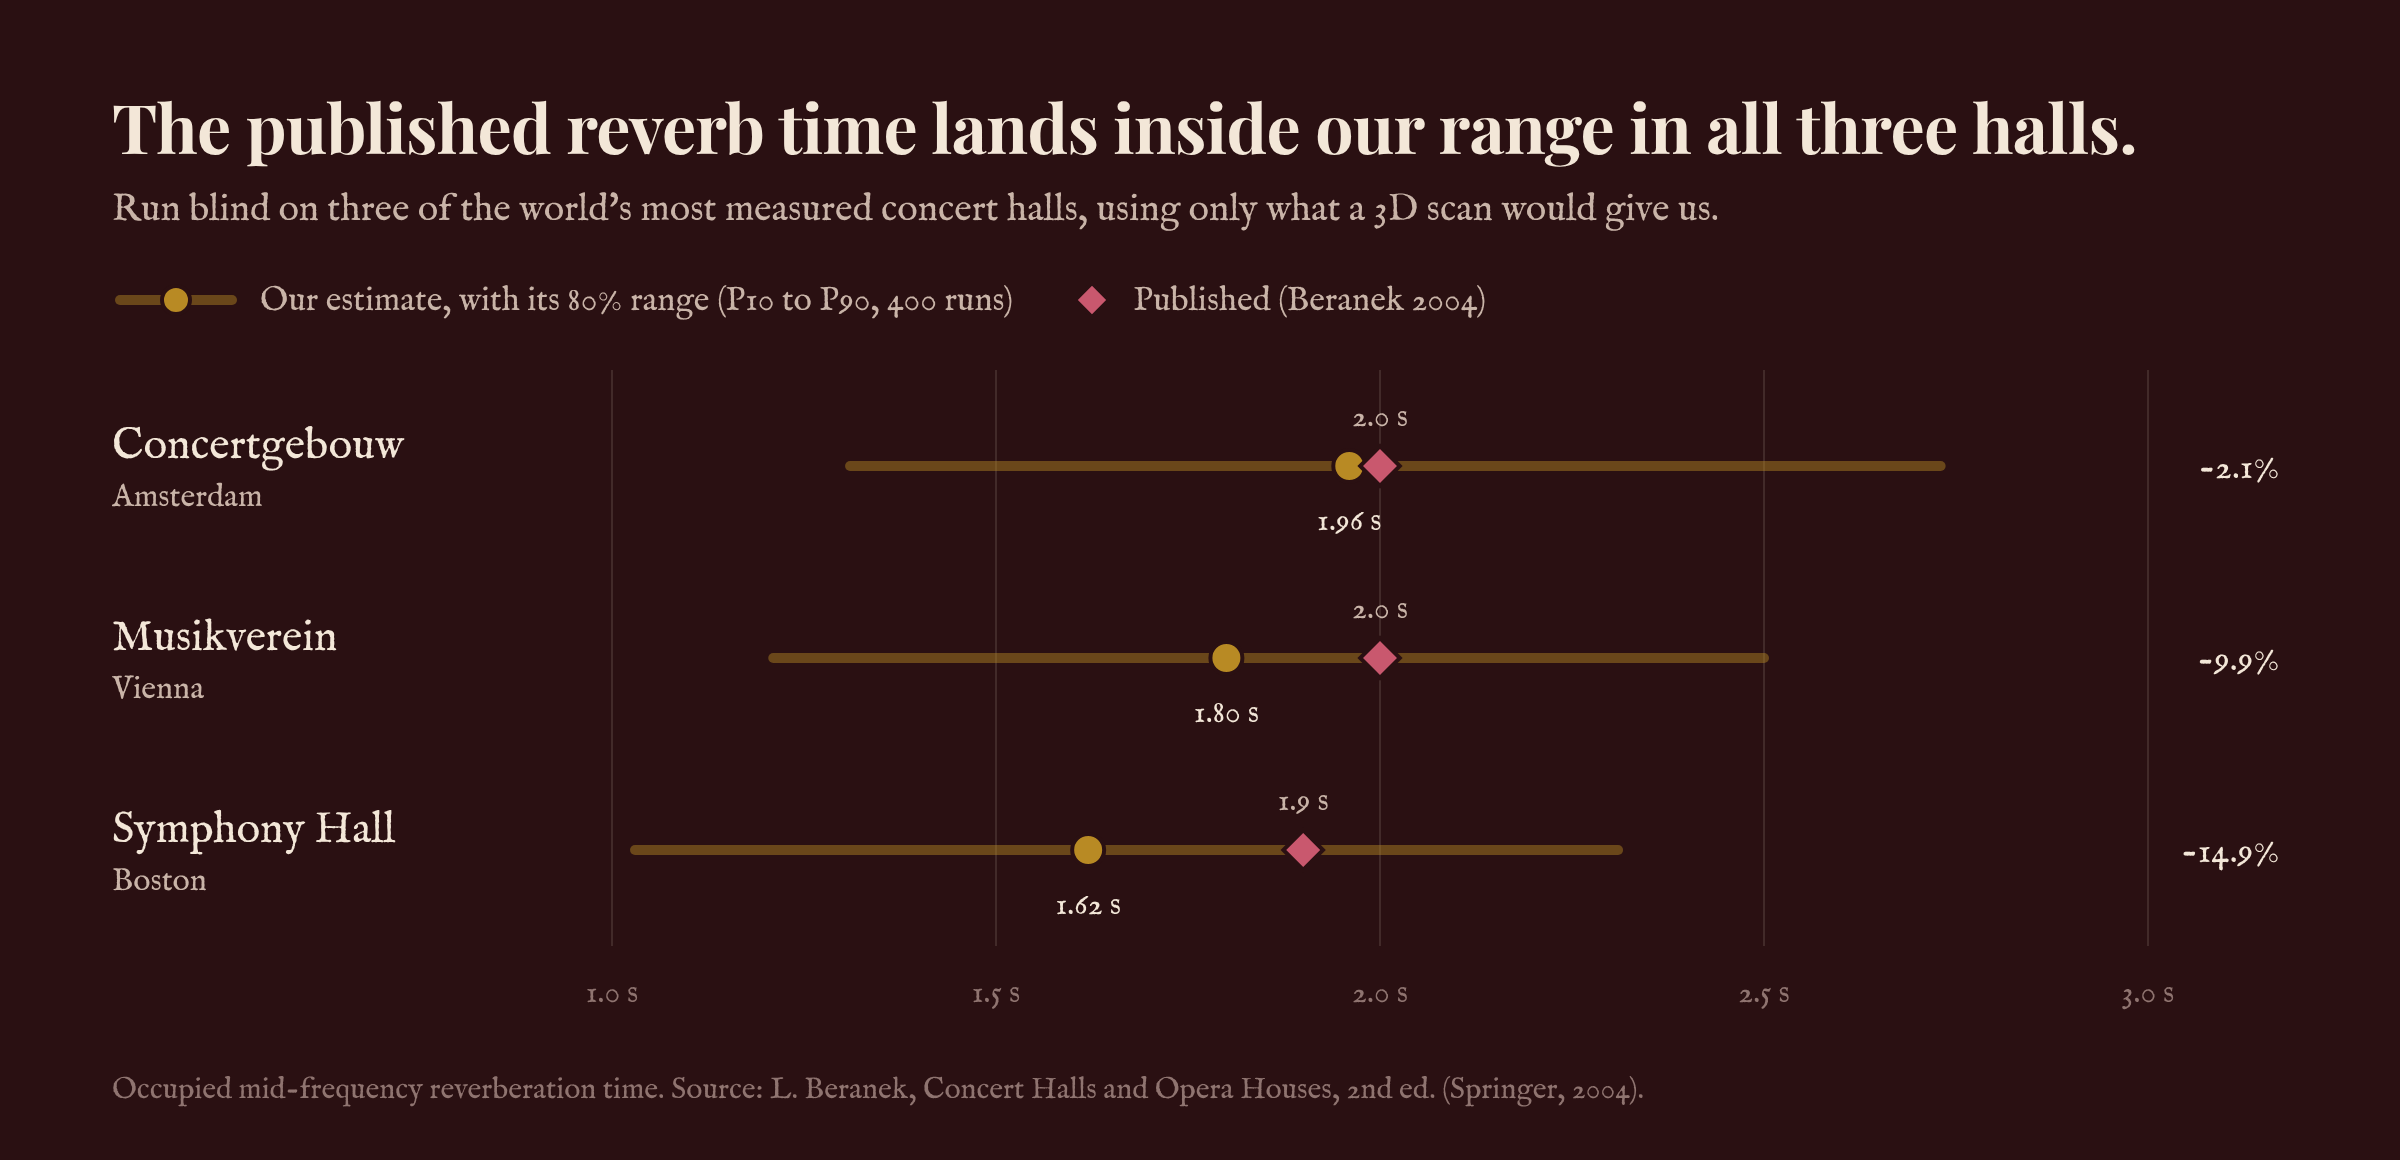 The published reverb time lands inside our range in all three halls.
Run blind on three of the world's most measured concert halls, using only what a 3D scan would give us.
Our estimate, with its 80% range (P10 to P90, 400 runs)
Published (Beranek 2004)
2.0 s
Concertgebouw
-2.1%
Amsterdam
1.96 s
2.0 s
Musikverein
-9.9%
Vienna
1.80 s
1.9 s
Symphony Hall
-14.9%
Boston
1.62 s
1.0 s
1.5 s
2.0 s
2.5 s
3.0 s
Occupied mid-frequency reverberation time. Source: L. Beranek, Concert Halls and Opera Houses, 2nd ed. (Springer, 2004).